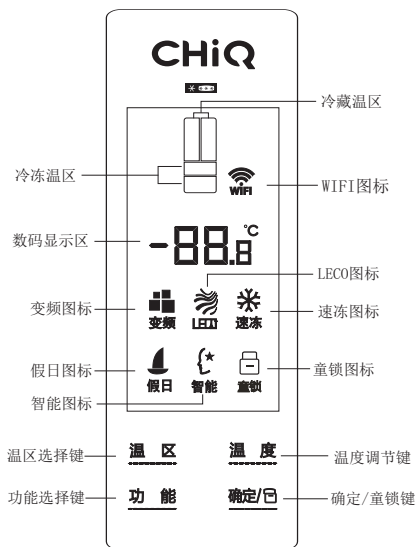 CHiQ
冷藏温区
冷冻温区
WiFi
WIFI图标
数码显示区
-88.8℃
LECO图标
变频图标
变频
LECO
速冻
速冻图标
假日图标
假日
智能
童锁
童锁图标
智能图标
温区选择键
温 区
温 度
温度调节键
功能选择键
功 能
确定/
确定/童锁键